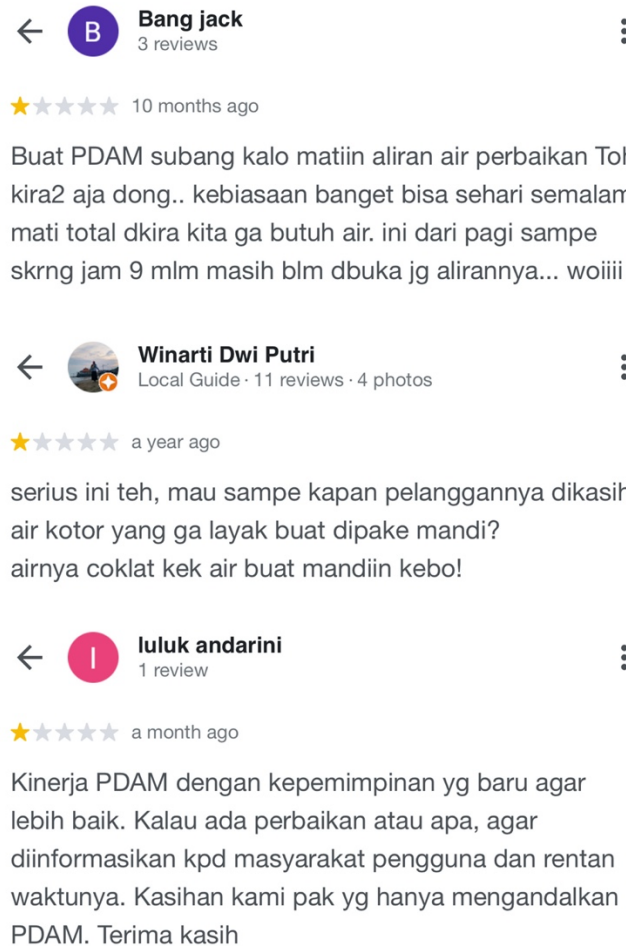 Bang jack
3 reviews
10 months ago
Buat PDAM subang kalo matiin aliran air perbaikan
kira2 aja dong.. kebiasaan banget bisa sehari semalam
mati total dkira kita ga butuh air. ini dari pagi sampe
skrng jam 9 mlm masih blm dbuka jg alirannya... woiiii
Winarti Dwi Putri
Local Guide · 11 reviews · 4 photos
a year ago
serius ini teh, mau sampe kapan pelanggannya dikasih
air kotor yang ga layak buat dipake mandi?
airnya coklat kek air buat mandiin kebo!
luluk andarini
1 review
a month ago
Kinerja PDAM dengan kepemimpinan yg baru agar
lebih baik. Kalau ada perbaikan atau apa, agar
diinformasikan kpd masyarakat pengguna dan rentan
waktunya. Kasihan kami pak yg hanya mengandalkan
PDAM. Terima kasih